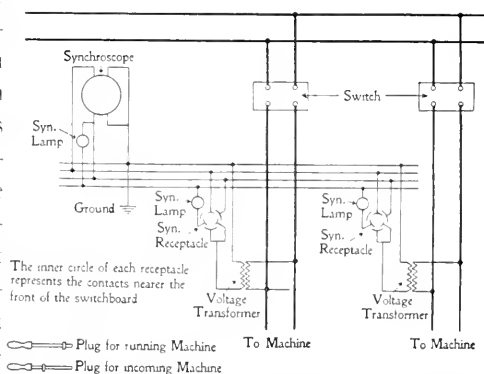 Synchroscope
Switch
Syn.
Lamp
Ground
Syn.
Lamp
Syn.
Receptacle
Syn.
Lamp
Syn.
Receptacle
The inner circle of each receptacle
represents the contacts nearer the
front of the switchboard
Voltage
Transformer
Voltage
Transformer
Plug for running Machine
To Machine
To Machine
Plug for incoming Machine